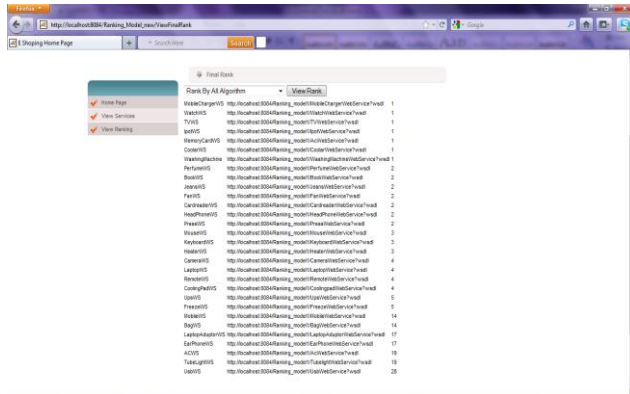 Firefox
http://localhost:8084/Ranking_Model_new/ViewFinalRank
Google
E Shoping Home Page
Search Here
Search
Final Rank
Rank By All Algorithm View Rank
Home Page
View Services
View Ranking
MobileChargerWS http://localhost:8084/Ranking_model1/MobileChargerWebService?wsdl 1
WatchWS http://localhost:8084/Ranking_model1/WatchWebService?wsdl 1
TVWS http://localhost:8084/Ranking_model1/TVWebService?wsdl 1
IpotWS http://localhost:8084/Ranking_model1/IpotWebService?wsdl 1
MemoryCardWS http://localhost:8084/Ranking_model1/AcWebService?wsdl 1
CoolerWS http://localhost:8084/Ranking_model1/CoolerWebService?wsdl 1
WashingMachine http://localhost:8084/Ranking_model1/WashingMachineWebService?wsdl 1
PerfumeWS http://localhost:8084/Ranking_model1/PerfumeWebService?wsdl 2
BookWS http://localhost:8084/Ranking_model1/BookWebService?wsdl 2
JeansWS http://localhost:8084/Ranking_model1/JeansWebService?wsdl 2
FanWS http://localhost:8084/Ranking_model1/FanWebService?wsdl 2
CardreaderWS http://localhost:8084/Ranking_model1/CardreaderWebService?wsdl 2
HeadPhoneWS http://localhost:8084/Ranking_model1/HeadPhoneWebService?wsdl 2
PressWS http://localhost:8084/Ranking_model1/PressWebService?wsdl 2
MouseWS http://localhost:8084/Ranking_model1/MouseWebService?wsdl 3
KeyboardWS http://localhost:8084/Ranking_model1/KeyboardWebService?wsdl 3
HeaterWS http://localhost:8084/Ranking_model1/HeaterWebService?wsdl 3
CameraWS http://localhost:8084/Ranking_model1/CameraWebService?wsdl 4
LaptopWS http://localhost:8084/Ranking_model1/LaptopWebService?wsdl 4
RemoteWS http://localhost:8084/Ranking_model1/RemoteWebService?wsdl 4
CoolingPadWS http://localhost:8084/Ranking_model1/CoolingpadWebService?wsdl 4
UpsWS http://localhost:8084/Ranking_model1/UpsWebService?wsdl 5
FreezeWS http://localhost:8084/Ranking_model1/FreezeWebService?wsdl 5
MobileWS http://localhost:8084/Ranking_model1/MobileWebService?wsdl 14
BagWS http://localhost:8084/Ranking_model1/BagWebService?wsdl 14
LaptopAdaptorWS http://localhost:8084/Ranking_model1/LaptopAdaptorWebService?wsdl 17
EarPhoneWS http://localhost:8084/Ranking_model1/EarPhoneWebService?wsdl 17
ACWS http://localhost:8084/Ranking_model1/AcWebService?wsdl 19
TubeLightWS http://localhost:8084/Ranking_model1/TubelightWebService?wsdl 19
UsbWS http://localhost:8084/Ranking_model1/UsbWebService?wsdl 28